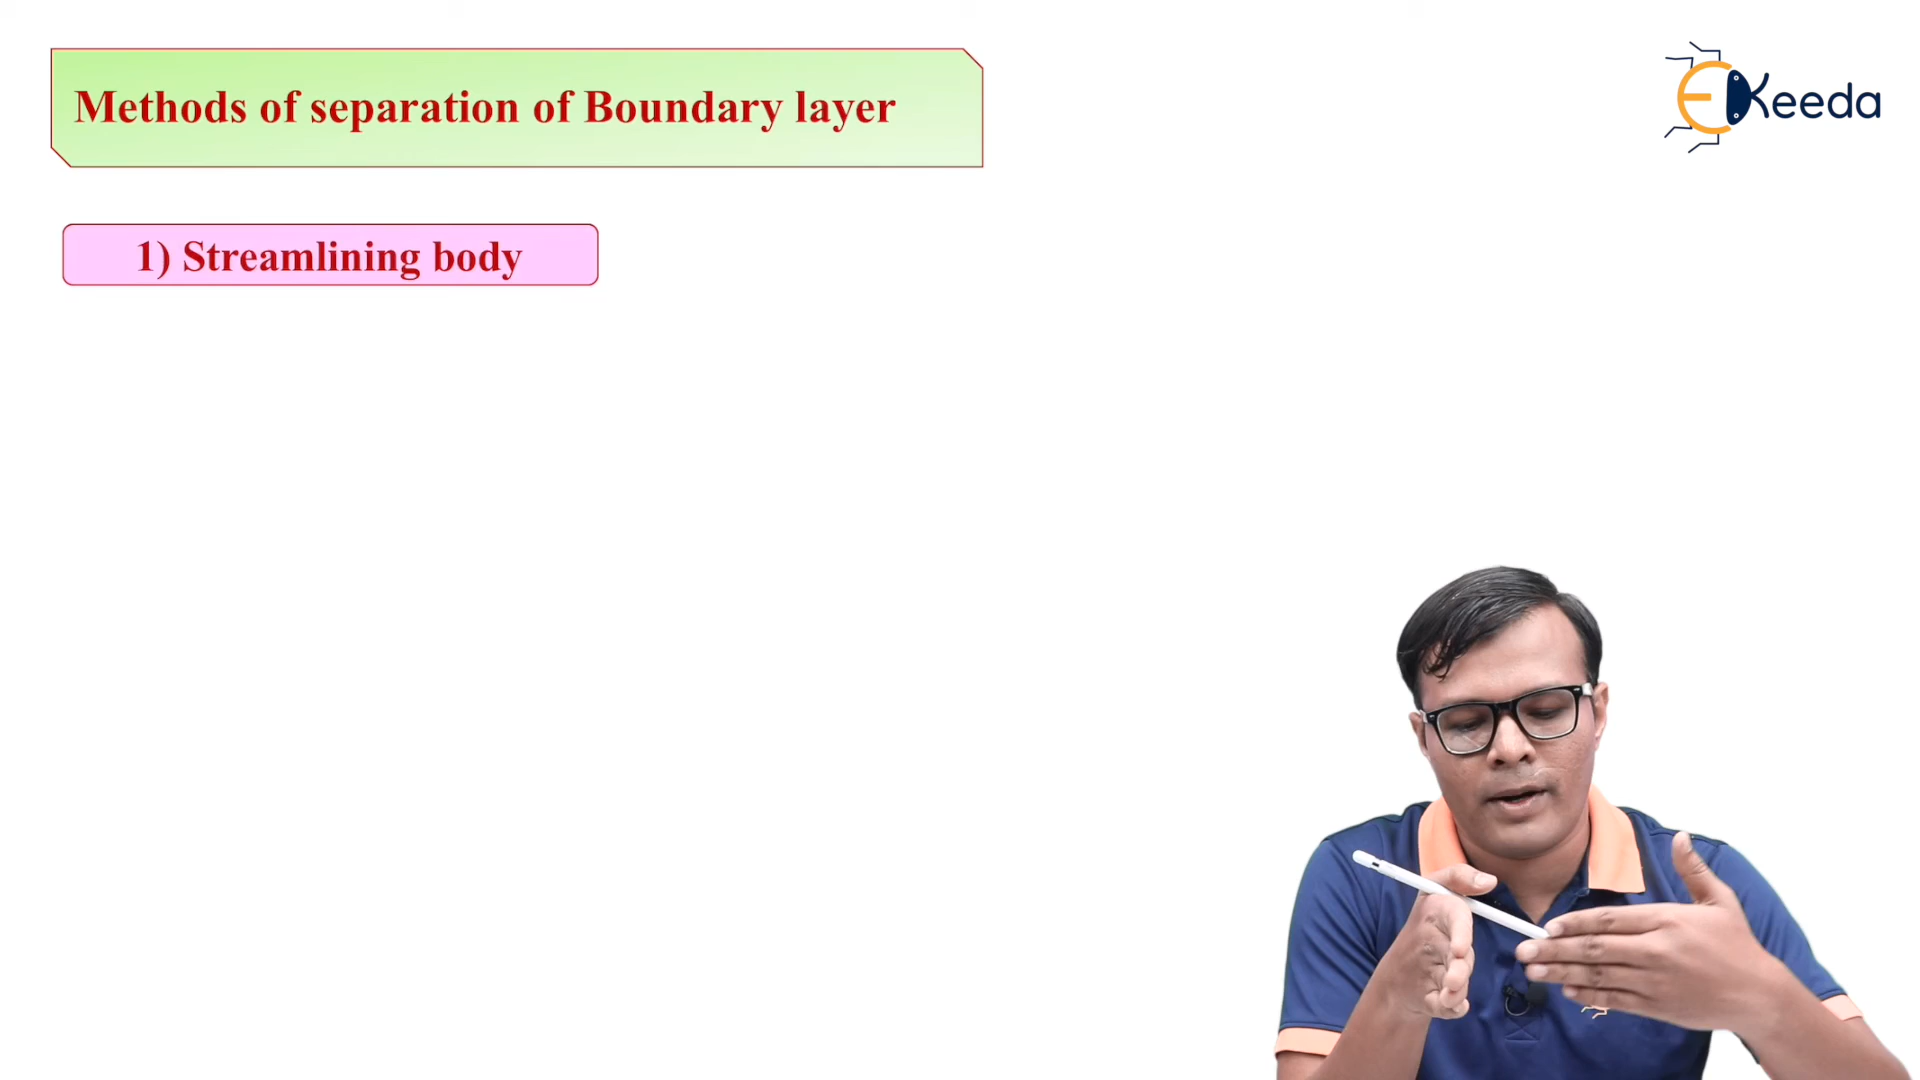 Methods of separation of Boundary layer
EKeeda
1) Streamlining body